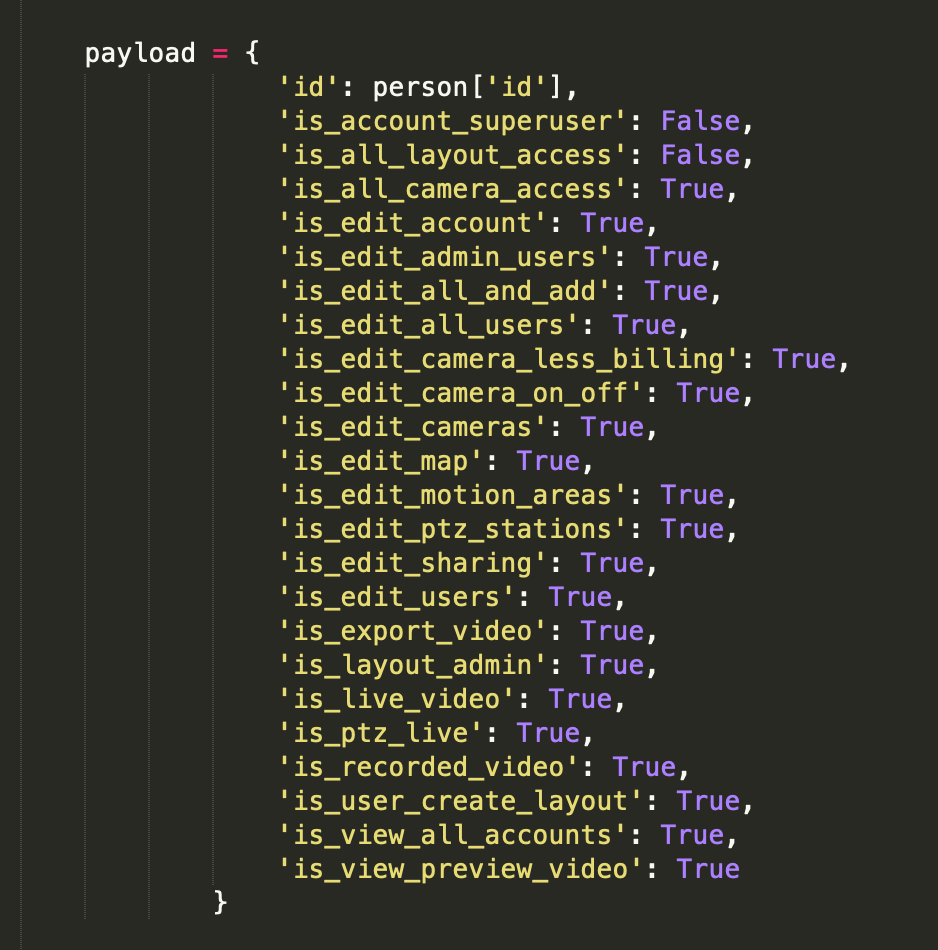 payload = {
'id': person['id'],
'is_account_superuser': False,
'is_all_layout_access': False,
'is_all_camera_access': True,
'is_edit_account': True,
'is_edit_admin_users': True,
'is_edit_all_and_add': True,
'is_edit_all_users': True,
'is_edit_camera_less_billing': True,
'is_edit_camera_on_off': True,
'is_edit_cameras': True,
'is_edit_map': True,
'is_edit_motion_areas': True,
'is_edit_ptz_stations': True,
'is_edit_sharing': True,
'is_edit_users': True,
'is_export_video': True,
'is_layout_admin': True,
'is_live_video': True,
'is_ptz_live': True,
'is_recorded_video': True,
'is_user_create_layout': True,
'is_view_all_accounts': True,
'is_view_preview_video': True
}